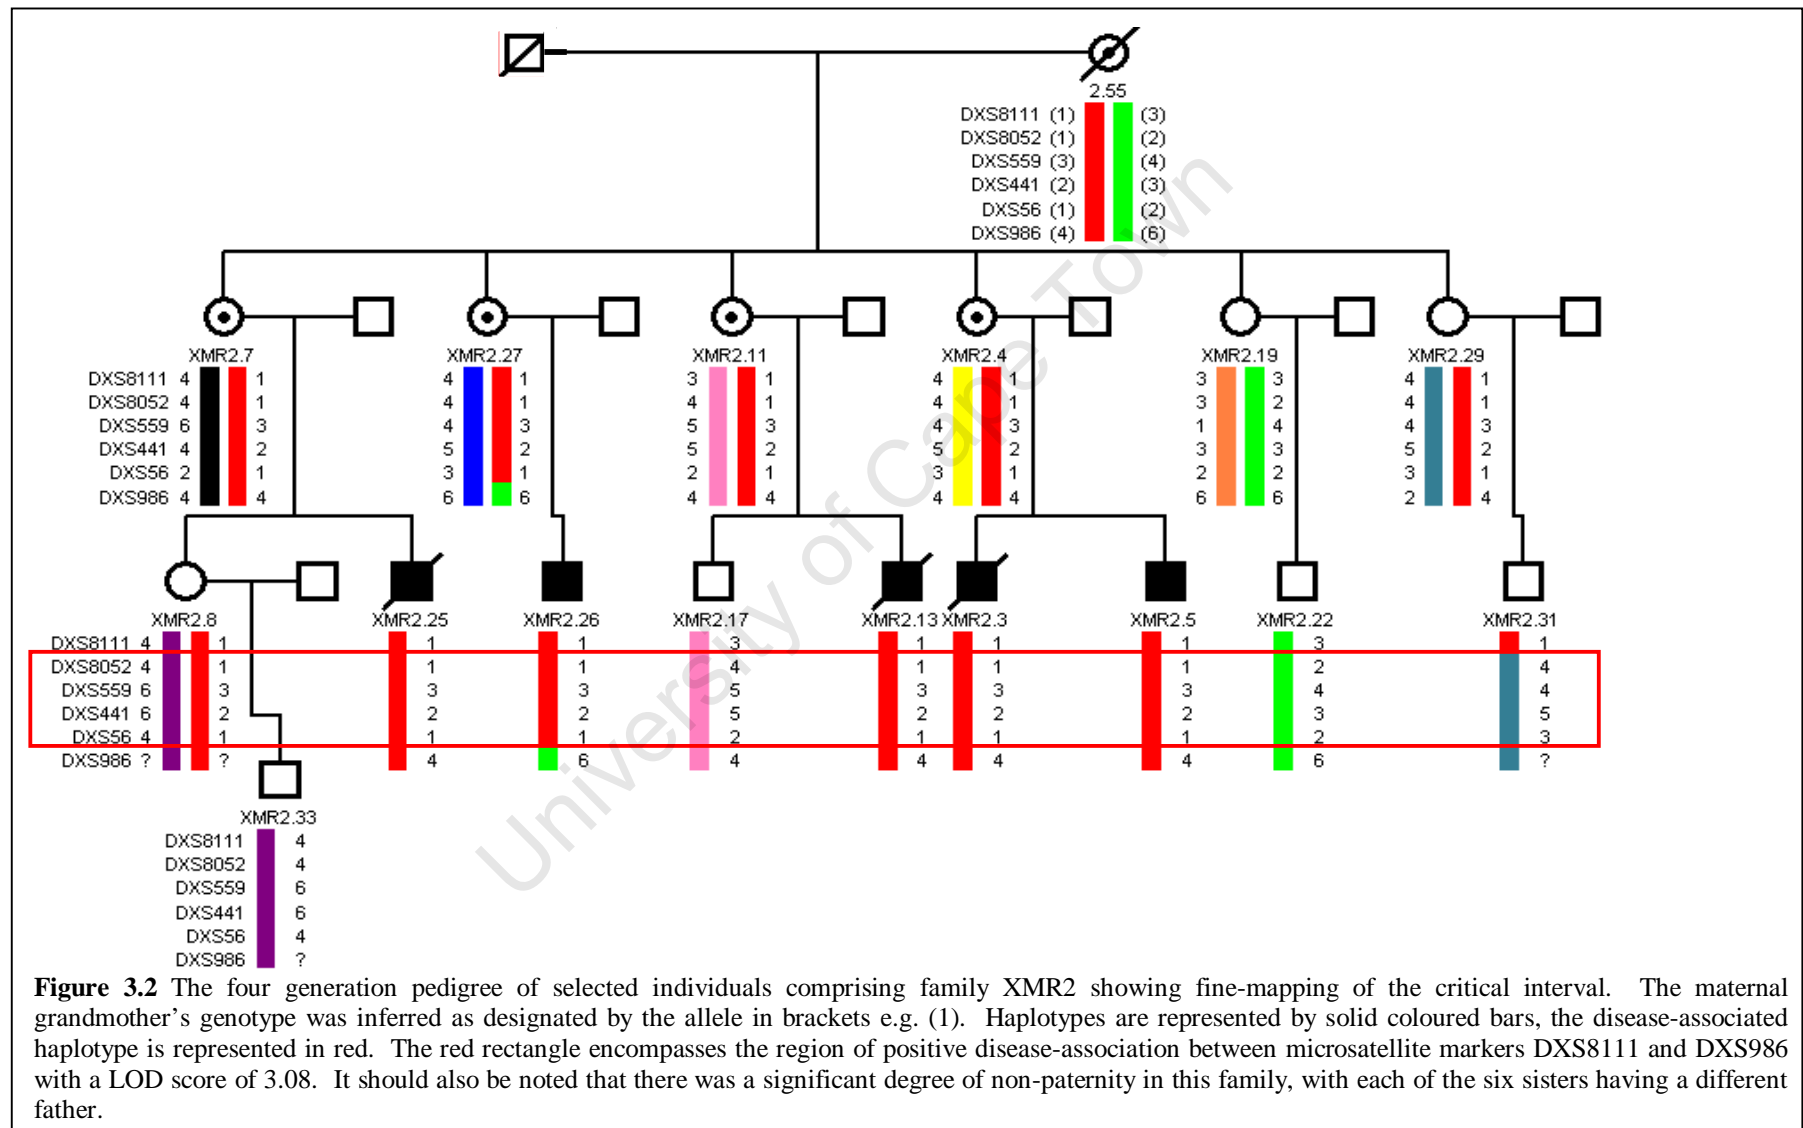 2.55
DXS8111 (1) (3)
DXS8052 (1) (2)
DXS559 (3) (4)
DXS441 (2) (3)
DXS56 (1) (2)
DXS986 (4) (6)
XMR2.7 XMR2.27 XMR2.11 XMR2.4 XMR2.19 XMR2.29
DXS8111 4 1 4 1 3 1 4 1 3 3 4 1
DXS8052 4 1 4 1 4 1 4 1 3 2 4 1
DXS559 6 3 4 3 5 3 4 3 1 4 4 3
DXS441 4 2 5 2 5 2 5 2 3 3 5 2
DXS56 2 1 3 1 2 1 3 1 2 2 3 1
DXS986 4 4 6 6 4 4 4 4 6 6 2 4
XMR2.8 XMR2.25 XMR2.26 XMR2.17 XMR2.13 XMR2.3 XMR2.5 XMR2.22 XMR2.31
DXS8111 4 1 1 1 3 1 1 1 3 1
DXS8052 4 1 1 1 4 1 1 1 2 4
DXS559 6 3 3 3 5 3 3 3 4 4
DXS441 6 2 2 2 5 2 2 2 3 5
DXS56 4 1 1 1 2 1 1 1 2 3
DXS986 ? ? 4 6 4 4 4 4 6 ?
XMR2.33
DXS8111 4
DXS8052 4
DXS559 6
DXS441 6
DXS56 4
DXS986 ?
University of Cape Town
Figure 3.2 The four generation pedigree of selected individuals comprising family XMR2 showing fine-mapping of the critical interval. The maternal
grandmother's genotype was inferred as designated by the allele in brackets e.g. (1). Haplotypes are represented by solid coloured bars, the disease-associated
haplotype is represented in red. The red rectangle encompasses the region of positive disease-association between microsatellite markers DXS8111 and DXS986
with a LOD score of 3.08. It should also be noted that there was a significant degree of non-paternity in this family, with each of the six sisters having a different
father.